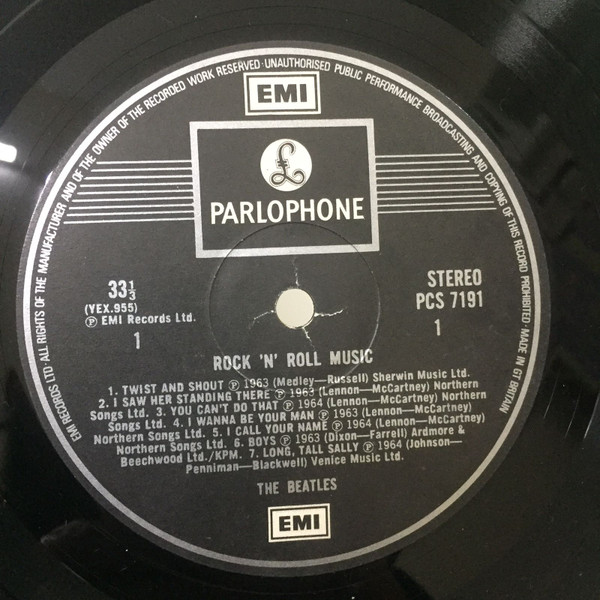 EMI RECORDS LTD·ALL RIGHTS OF THE MANUFACTURER AND OF THE OWNER OF THE RECORDED WORK RESERVED·UNAUTHORISED PUBLIC PERFORMANCE BROADCASTING AND COPYING OF THIS RECORD PROHIBITED·MADE IN GT BRITAIN
EMI
£
PARLOPHONE
33⅓
(YEX.955)
Ⓟ EMI Records Ltd.
1
STEREO
PCS 7191
1
ROCK 'N' ROLL MUSIC
1. TWIST AND SHOUT Ⓟ 1963 (Medley—Russell) Sherwin Music Ltd.
2. I SAW HER STANDING THERE Ⓟ 1963 (Lennon—McCartney) Northern
Songs Ltd. 3. YOU CAN'T DO THAT Ⓟ 1964 (Lennon—McCartney) Northern
Songs Ltd. 4. I WANNA BE YOUR MAN Ⓟ 1963 (Lennon—McCartney)
Northern Songs Ltd. 5. I CALL YOUR NAME Ⓟ 1964 (Lennon—McCartney)
Northern Songs Ltd. 6. BOYS Ⓟ 1963 (Dixon—Farrell) Ardmore &
Beechwood Ltd./KPM. 7. LONG, TALL SALLY Ⓟ 1964 (Johnson—
Penniman—Blackwell) Venice Music Ltd.
THE BEATLES
EMI